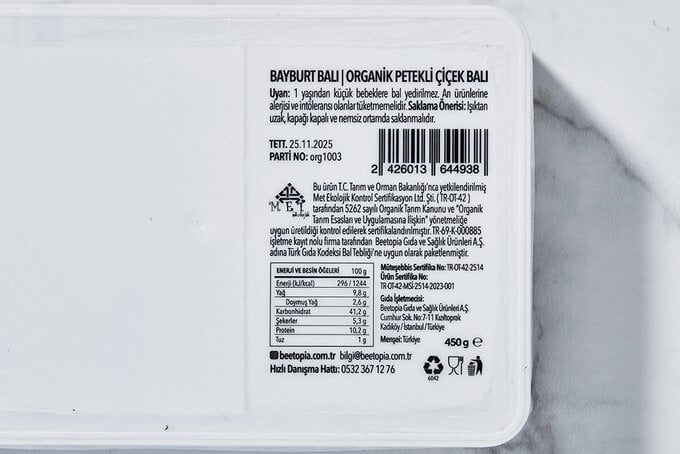 BAYBURT BALI | ORGANİK PETEKLİ ÇİÇEK BALI
Uyarı: 1 yaşından küçük bebeklere bal yedirilmez. Arı ürünlerine
alerjisi ve intöleransı olanlar tüketmemelidir. Saklama Önerisi: Işıktan
uzak, kapağı kapalı ve nemsiz ortamda saklanmalıdır.
TETT. 25.11.2025
PARTİ NO: org1003
2 426013 644938
Bu ürün T.C. Tarım ve Orman Bakanlığı'nca yetkilendirilmiş
Met Ekolojik Kontrol Sertifikasyon Ltd. Şti. ( TR-OT-42 )
tarafından 5262 sayılı Organik Tarım Kanunu ve "Organik
Tarım Esasları ve Uygulamasına İlişkin" yönetmeliğe
uygun üretildiği kontrol edilerek sertifikalandırılmıştır. TR-69-K-000885
işletme kayıt nolu firma tarafından Beetopia Gıda ve Sağlık Ürünleri A.Ş.
adına Türk Gıda Kodeksi Bal Tebliği'ne uygun olarak paketlenmiştir.
MET
ekolojik
ENERJİ VE BESİN ÖĞELERİ 100 g
Enerji (kJ/kcal) 296 / 1244
Yağ 9,8 g
Doymuş Yağ 2,6 g
Karbonhidrat 41,2 g
Şekerler 5,3 g
Protein 10,2 g
Tuz 1 g
Müteşebbis Sertifika No: TR-OT-42-2514
Ürün Sertifika No:
TR-OT-42-MSİ-2514-2023-001
Gıda İşletmecisi:
Beetopia Gıda ve Sağlık Ürünleri A.Ş.
Cumhur Sok. No:7-11 Kızıltoprak
Kadıköy / İstanbul / Türkiye
Menşei: Türkiye
450 g ℮
beetopia.com.tr bilgi@beetopia.com.tr
Hızlı Danışma Hattı: 0532 367 12 76
6042